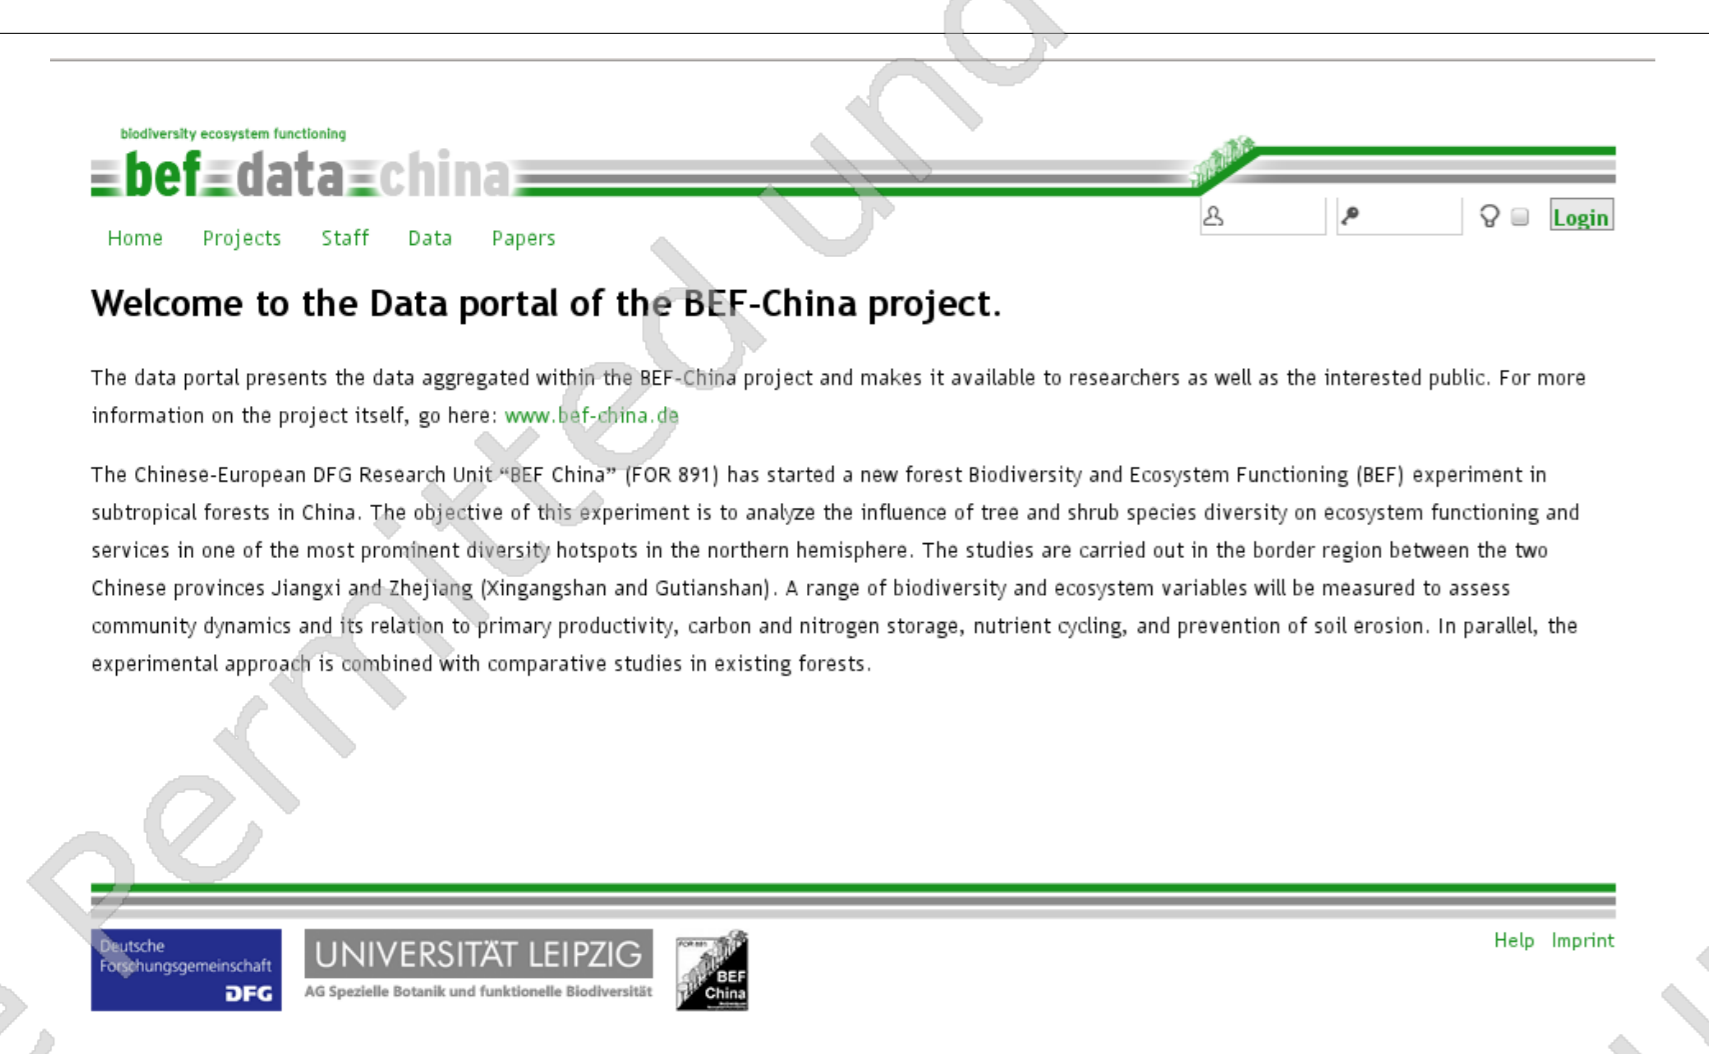 biodiversity ecosystem functioning
bef-data-china
Login
Home Projects Staff Data Papers
Welcome to the Data portal of the BEF-China project.
The data portal presents the data aggregated within the BEF-China project and makes it available to researchers as well as the interested public. For more
information on the project itself, go here: www.bef-china.de
The Chinese-European DFG Research Unit “BEF China” (FOR 891) has started a new forest Biodiversity and Ecosystem Functioning (BEF) experiment in
subtropical forests in China. The objective of this experiment is to analyze the influence of tree and shrub species diversity on ecosystem functioning and
services in one of the most prominent diversity hotspots in the northern hemisphere. The studies are carried out in the border region between the two
Chinese provinces Jiangxi and Zhejiang (Xingangshan and Gutianshan). A range of biodiversity and ecosystem variables will be measured to assess
community dynamics and its relation to primary productivity, carbon and nitrogen storage, nutrient cycling, and prevention of soil erosion. In parallel, the
experimental approach is combined with comparative studies in existing forests.
Permitted und
Deutsche
Forschungsgemeinschaft
DFG
UNIVERSITÄT LEIPZIG
AG Spezielle Botanik und funktionelle Biodiversität
FOR 891
BEF
China
Help Imprint